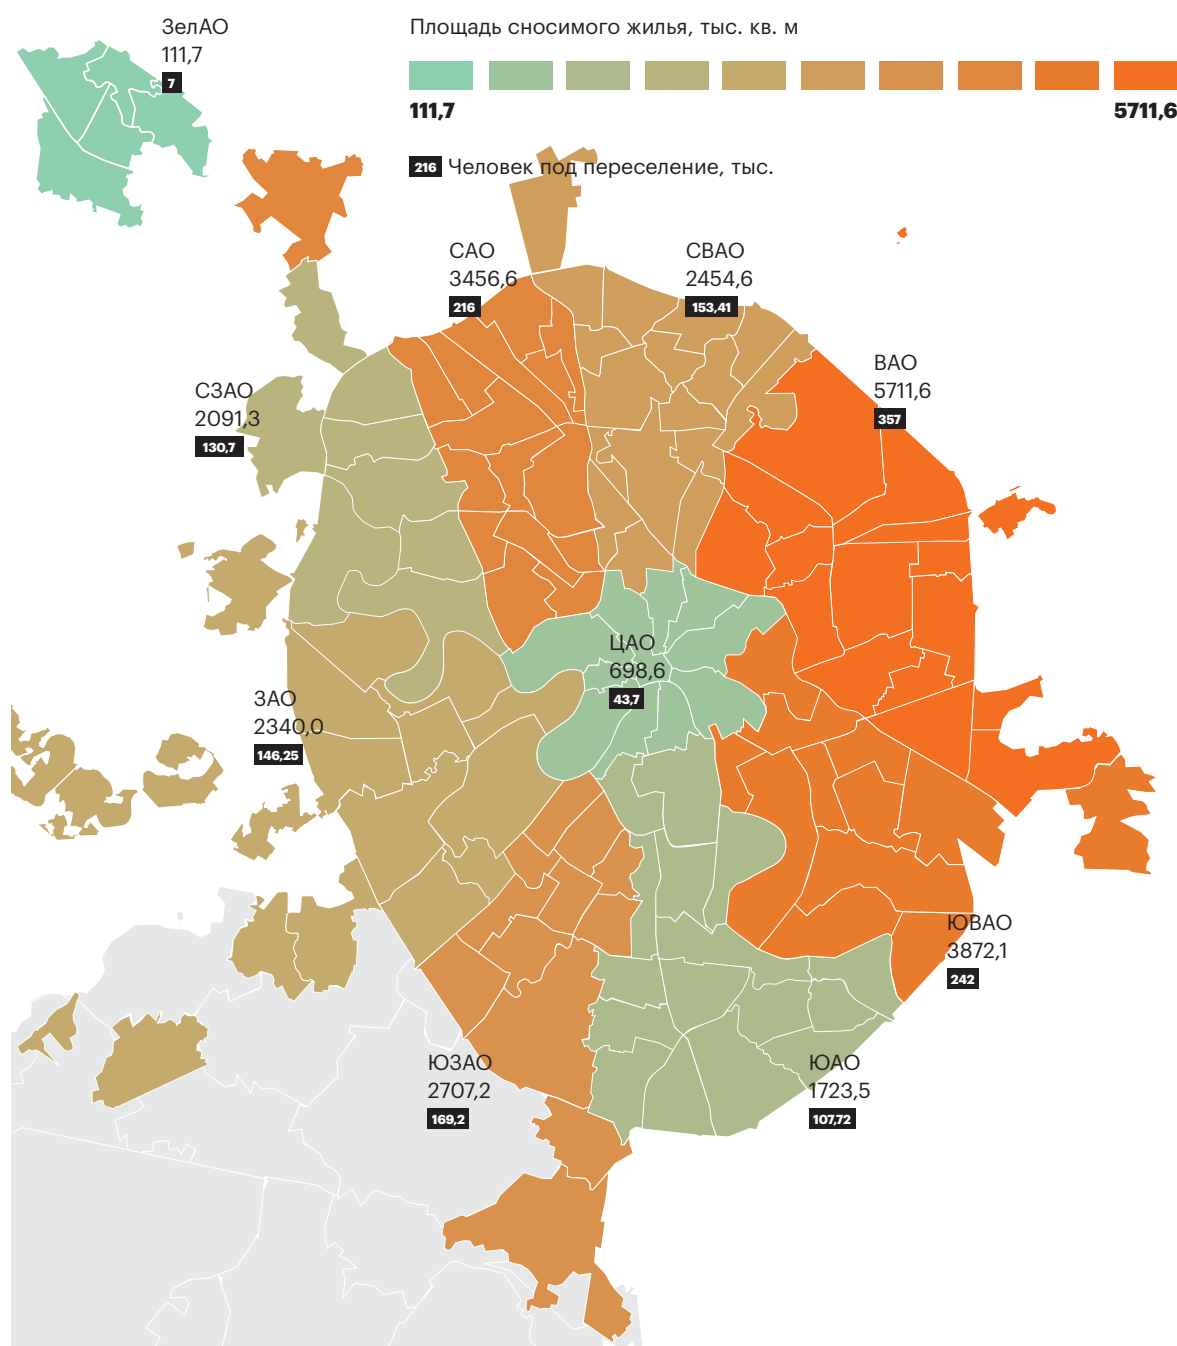 ЗелАО
111,7
7
Площадь сносимого жилья, тыс. кв. м
111,7
5711,6
216 Человек под переселение, тыс.
САО
3456,6
216
СВАО
2454,6
153,41
ВАО
5711,6
357
СЗАО
2091,3
130,7
ЦАО
698,6
43,7
ЗАО
2340,0
146,25
ЮВАО
3872,1
242
ЮЗАО
2707,2
169,2
ЮАО
1723,5
107,72